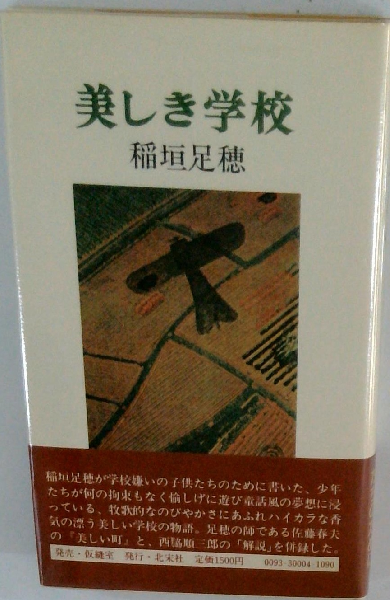 美しき学校
稲垣足穂
稲垣足穂が学校嫌いの子供たちのために書いた、少年
たちが何の拘束もなく愉しげに遊び童話風の夢想に浸
っている、牧歌的なのびやかさにあふれハイカラな香
気の漂う美しい学校の物語。足穂の師である佐藤春夫
の『美しい町』と、西脇順三郎の「解説」を併録した。
発売・仮縫室 発行・北宋社 定価1500円 0093-30004-1090